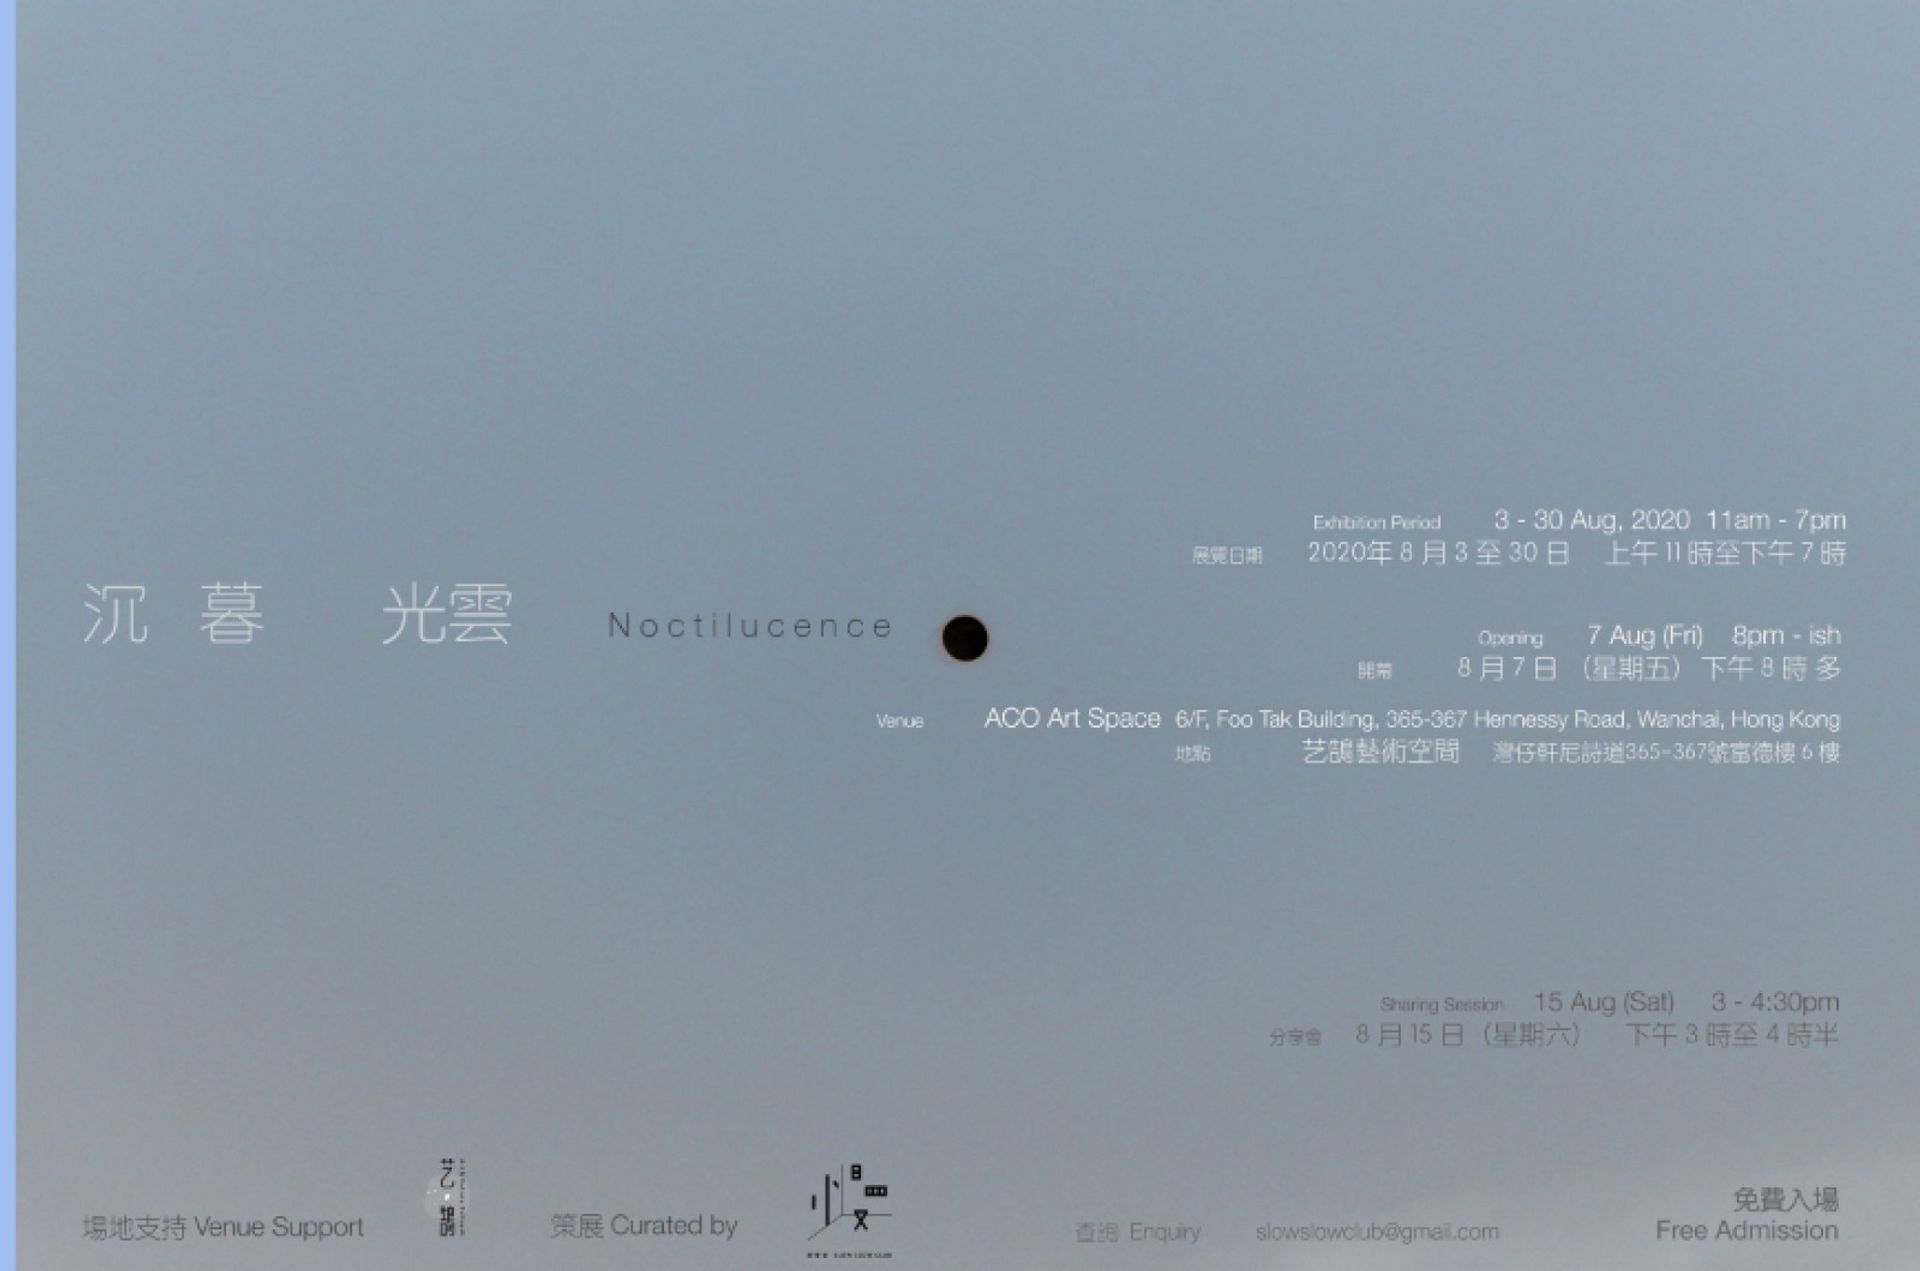 沉 暮 光雲 Noctilucence
Exhibition Period 3 - 30 Aug, 2020 11am - 7pm
展覽日期 2020年 8 月 3 至 30 日 上午 11 時至下午 7 時
Opening 7 Aug (Fri) 8pm - ish
開幕 8 月 7 日 （星期五） 下午 8 時 多
Venue ACO Art Space 6/F, Foo Tak Building, 365-367 Hennessy Road, Wanchai, Hong Kong
地點 艺鵠藝術空間 灣仔軒尼詩道365-367號富德樓 6 樓
Sharing Session 15 Aug (Sat) 3 - 4:30pm
分享會 8 月 15 日（星期六） 下午 3 時至 4 時半
場地支持 Venue Support
艺鵠
策展 Curated by
慢
查詢 Enquiry slowslowclub@gmail.com
免費入場
Free Admission